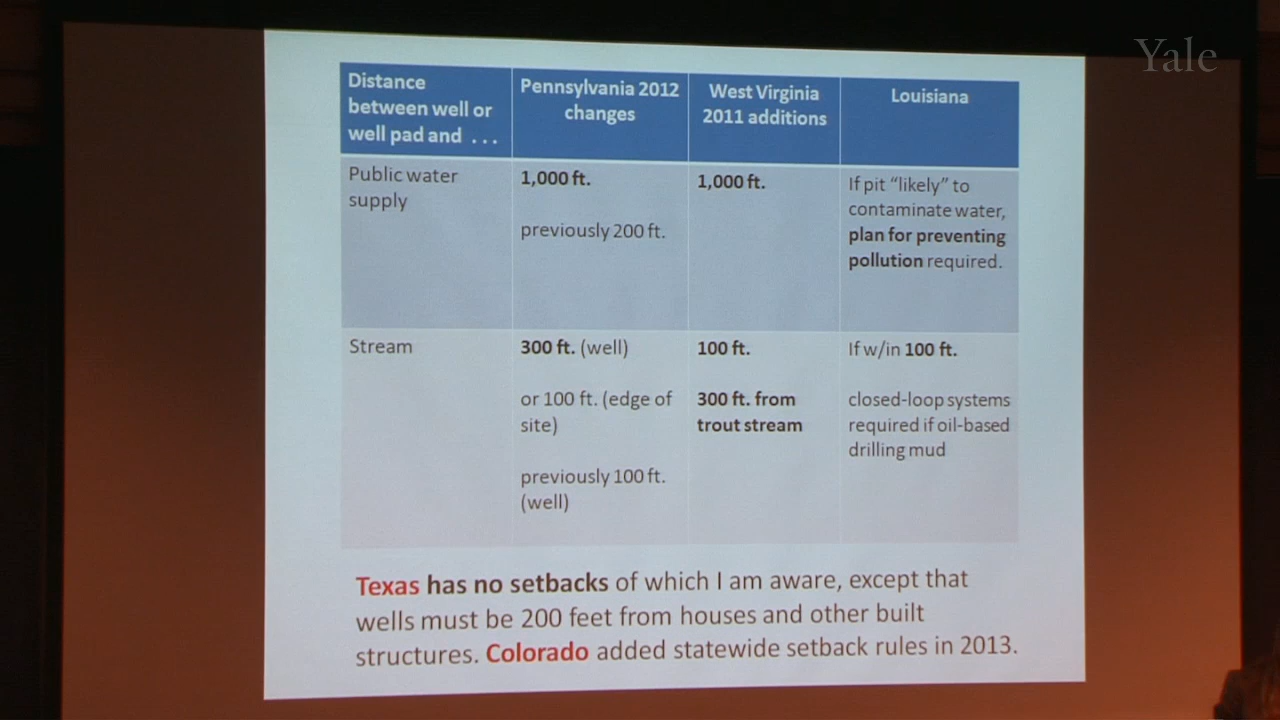 Yale
Distance
between well or
well pad and ...
Pennsylvania 2012
changes
West Virginia
2011 additions
Louisiana
Public water
supply
1,000 ft.
previously 200 ft.
1,000 ft.
If pit “likely” to
contaminate water,
plan for preventing
pollution required.
Stream
300 ft. (well)
or 100 ft. (edge of
site)
previously 100 ft.
(well)
100 ft.
300 ft. from
trout stream
If w/in 100 ft.
closed-loop systems
required if oil-based
drilling mud
Texas has no setbacks of which I am aware, except that
wells must be 200 feet from houses and other built
structures. Colorado added statewide setback rules in 2013.